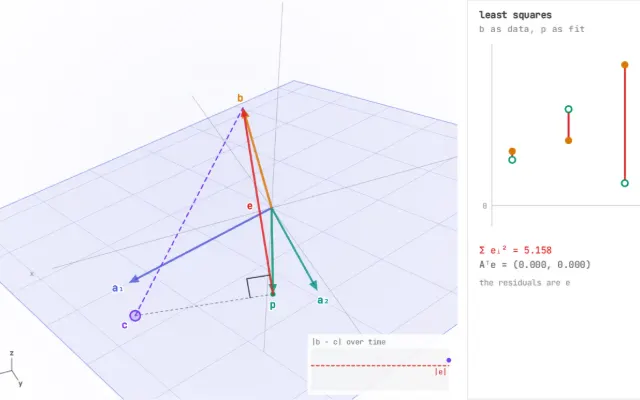 least squares
b as data, p as fit
b
e
a₁
c
p
a₂
z
y
x
0
|b - c| over time
|e|
Σ eᵢ² = 5.158
Aᵀe = (0.000, 0.000)
the residuals are e